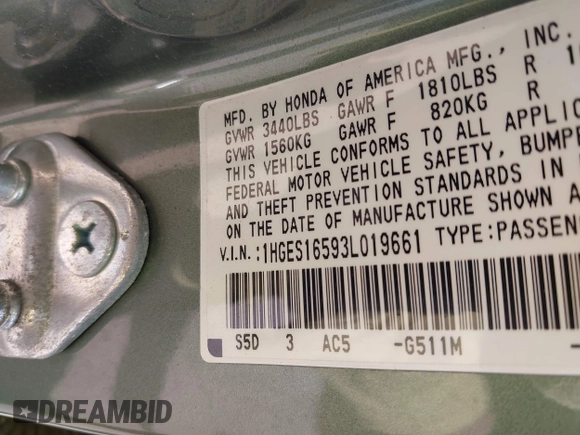 MFD. BY HONDA OF AMERICA MFG., INC.
GVWR 3440LBS GAWR F 1810LBS R
GVWR 1560KG GAWR F 820KG R
THIS VEHICLE CONFORMS TO ALL
FEDERAL MOTOR VEHICLE SAFETY,
AND THEFT PREVENTION STANDARDS IN
ON THE DATE OF MANUFACTURE SHOWN
V.I.N.:1HGES16593L019661 TYPE:
S5D 3 AC5 -G511M
DREAMBID